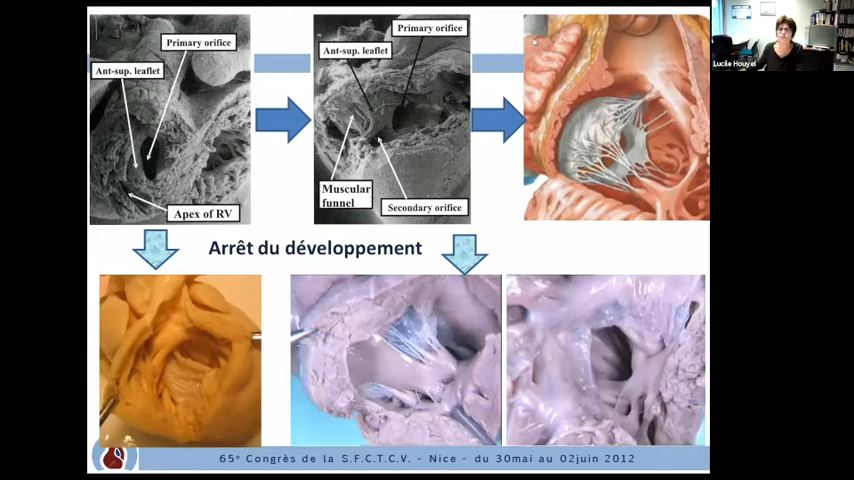 Primary orifice
Ant-sup. leaflet
Apex of RV
Primary orifice
Ant-sup. leaflet
Muscular
funnel
Secondary orifice
Lucile Houyel
Arrêt du développement
65e Congrès de la S.F.C.T.C.V. - Nice - du 30mai au 02juin 2012